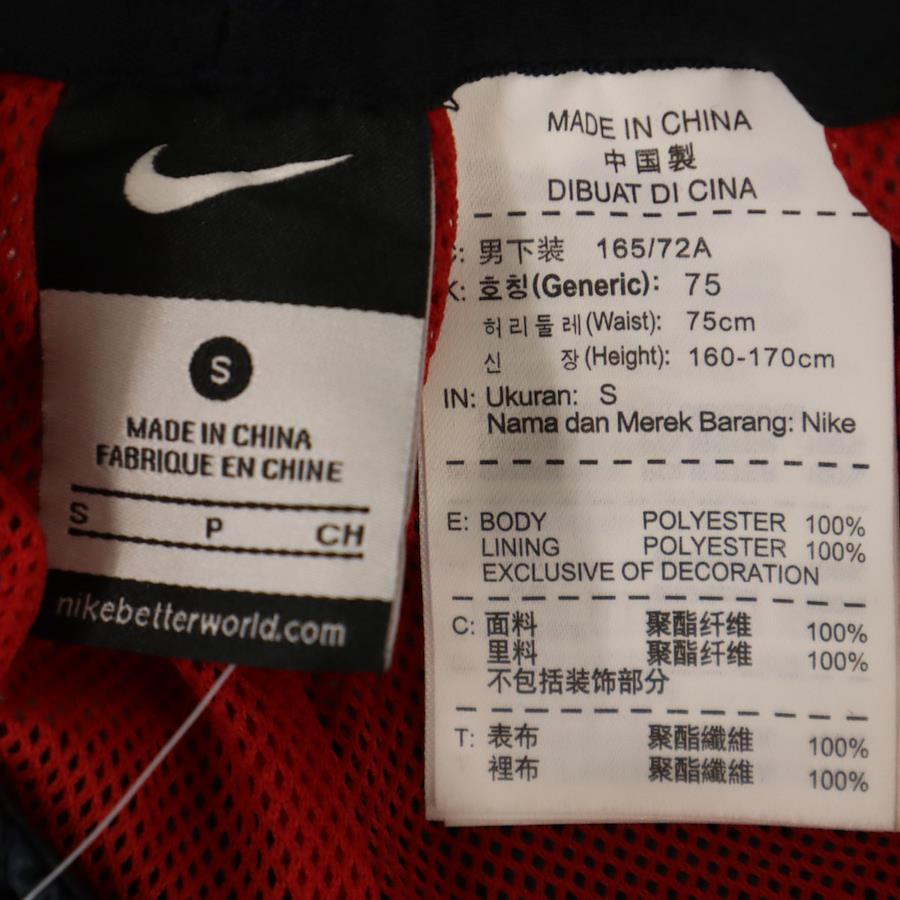 S
MADE IN CHINA
FABRIQUE EN CHINE
S P CH
nikebetterworld.com
MADE IN CHINA
中国製
DIBUAT DI CINA
C: 男下装 165/72A
K: 호칭(Generic): 75
허리둘레(Waist): 75cm
신 장(Height): 160-170cm
IN: Ukuran: S
Nama dan Merek Barang: Nike
E: BODY POLYESTER 100%
LINING POLYESTER 100%
EXCLUSIVE OF DECORATION
C: 面料 聚酯纤维 100%
里料 聚酯纤维 100%
不包括装饰部分
T: 表布 聚酯纖維 100%
裡布 聚酯纖維 100%